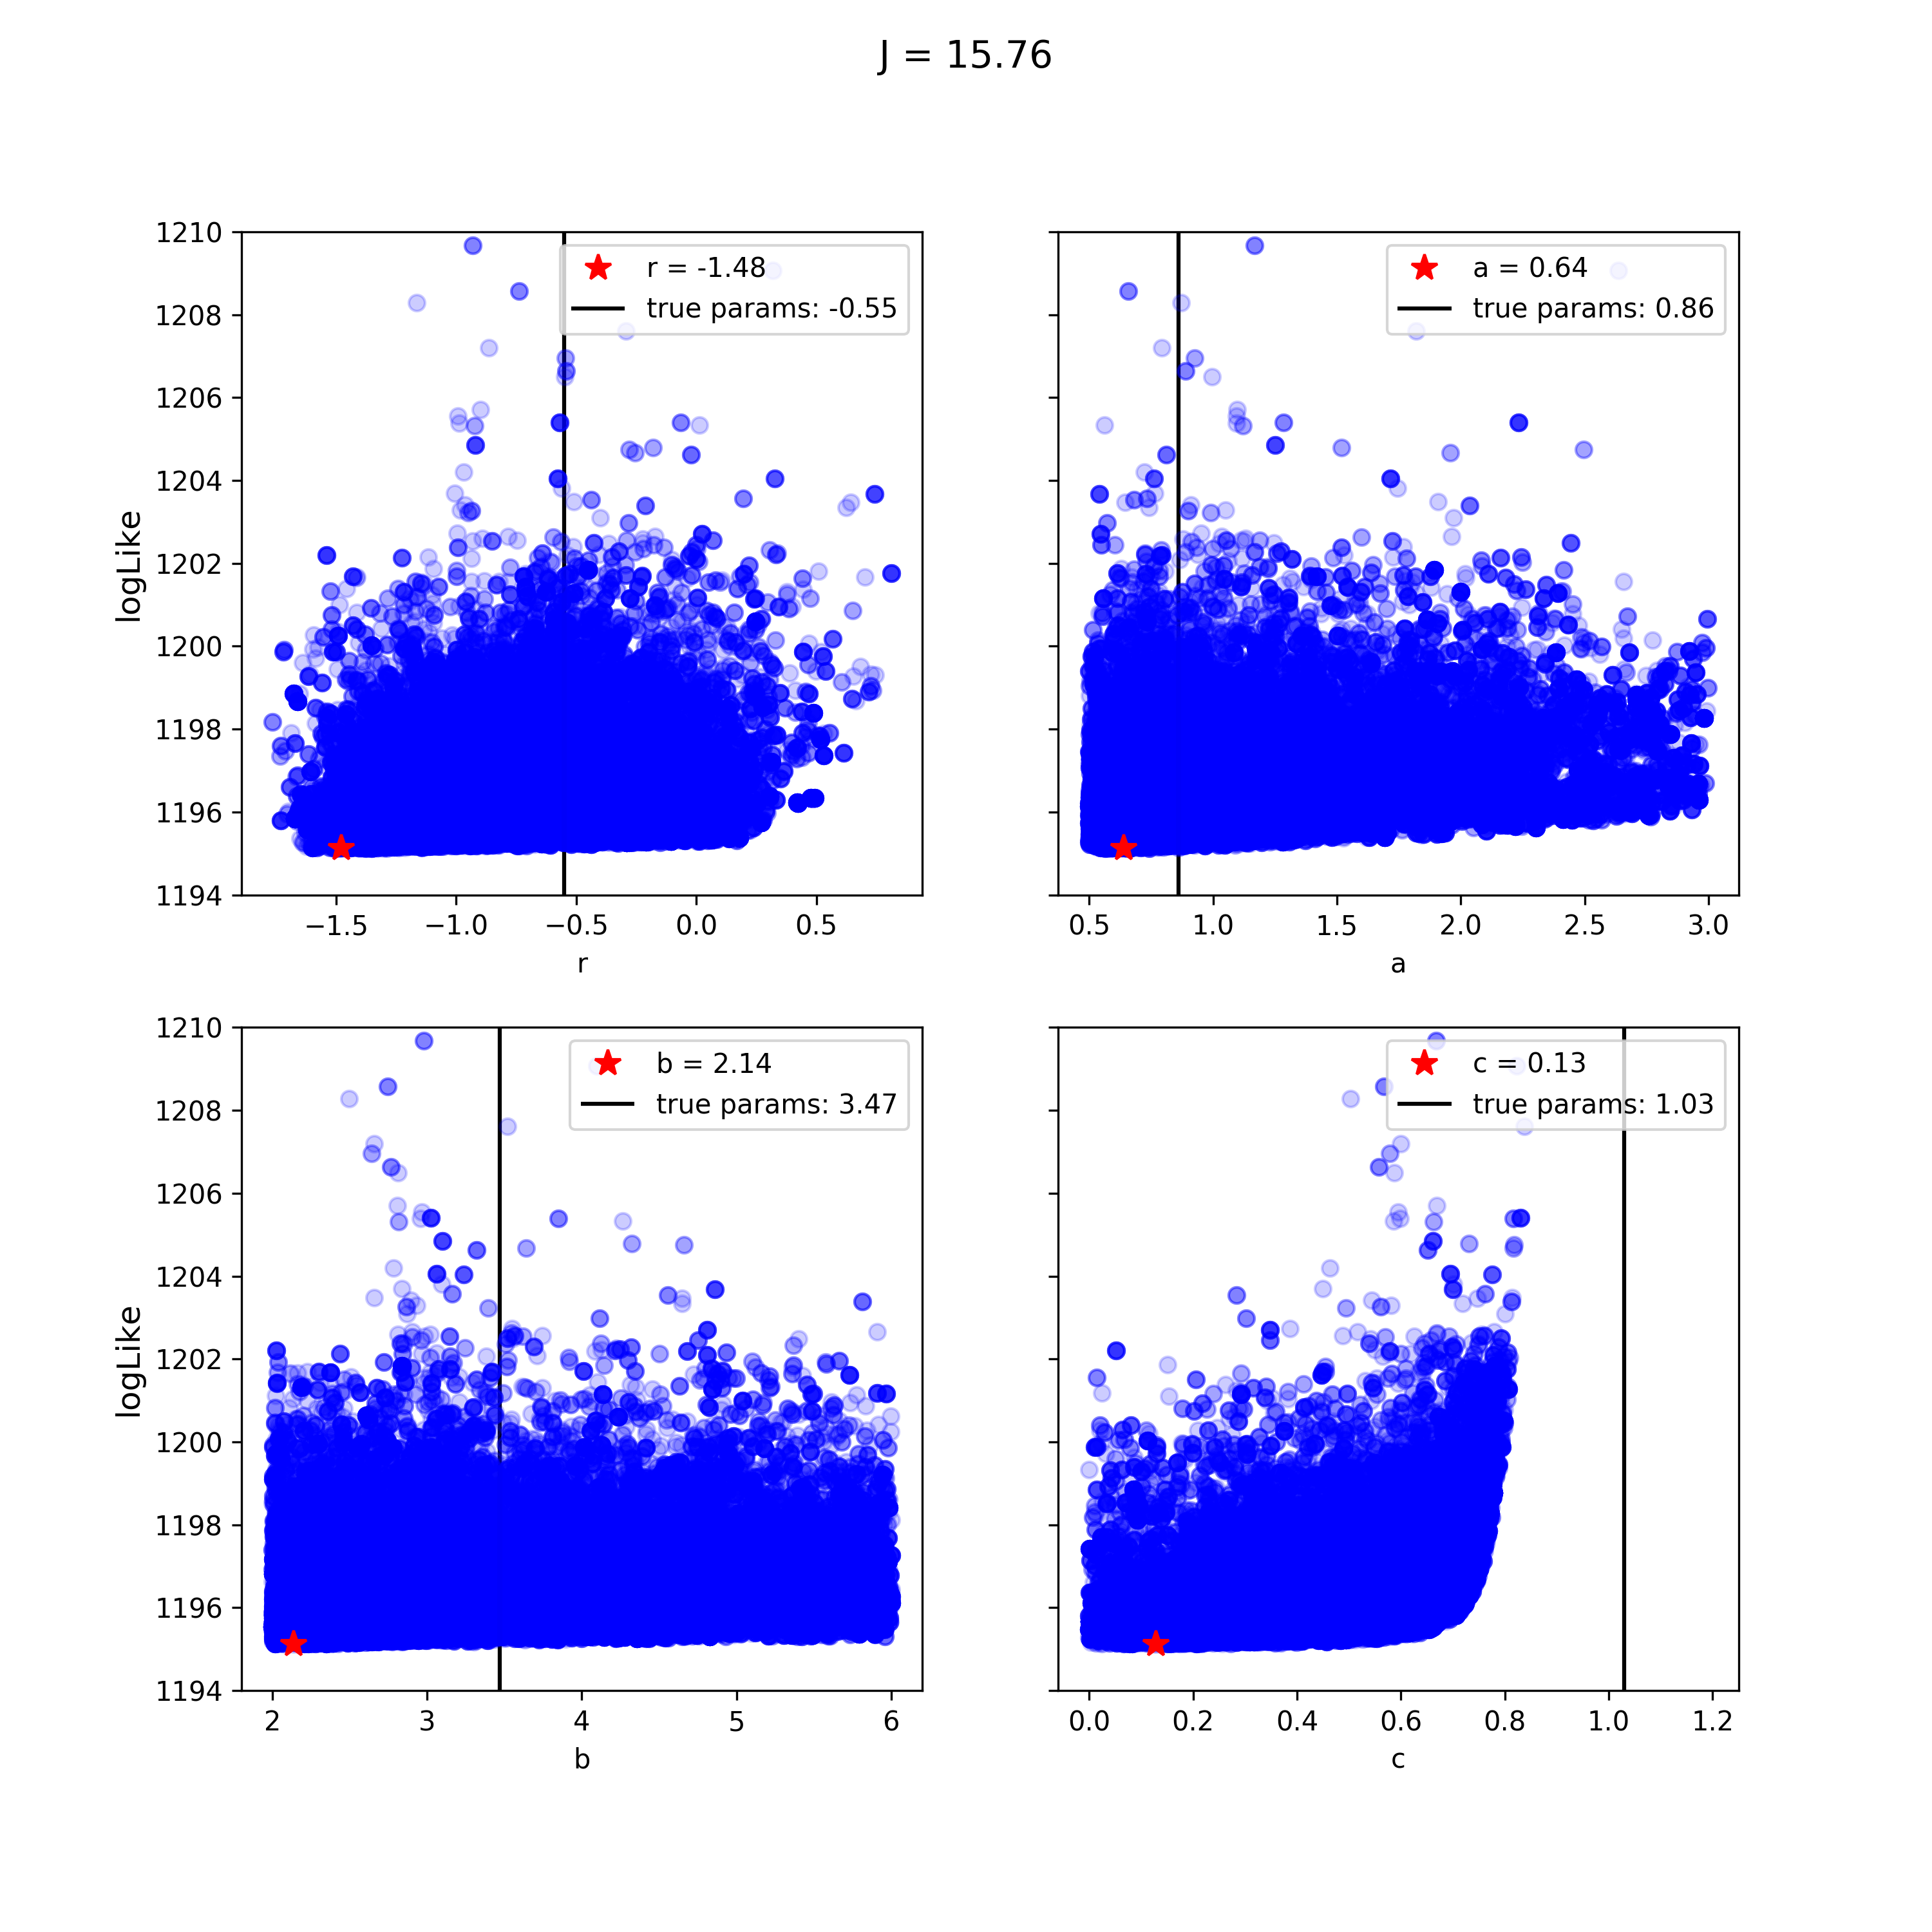 J = 15.76
1210
1208
1206
1204
1202
1200
1198
1196
1194
logLike
r = -1.48
true params: -0.55
−1.5 −1.0 −0.5 0.0 0.5
r
a = 0.64
true params: 0.86
0.5 1.0 1.5 2.0 2.5 3.0
a
1210
1208
1206
1204
1202
1200
1198
1196
1194
logLike
b = 2.14
true params: 3.47
2 3 4 5 6
b
c = 0.13
true params: 1.03
0.0 0.2 0.4 0.6 0.8 1.0 1.2
c